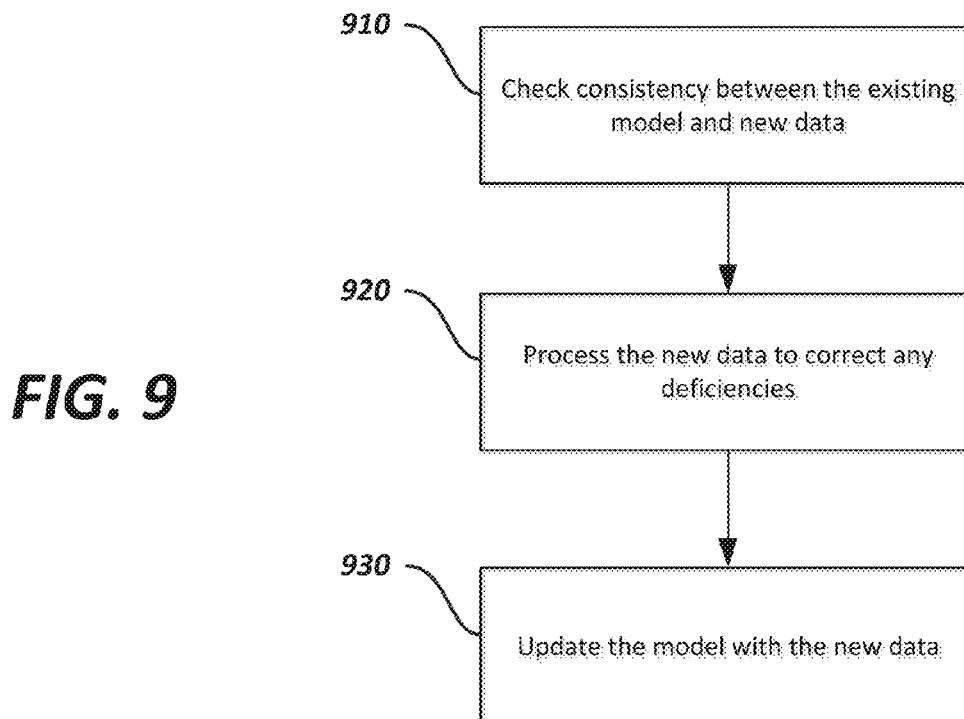 910
Check consistency between the existing
model and new data
920
Process the new data to correct any
deficiencies
FIG. 9
930
Update the model with the new data